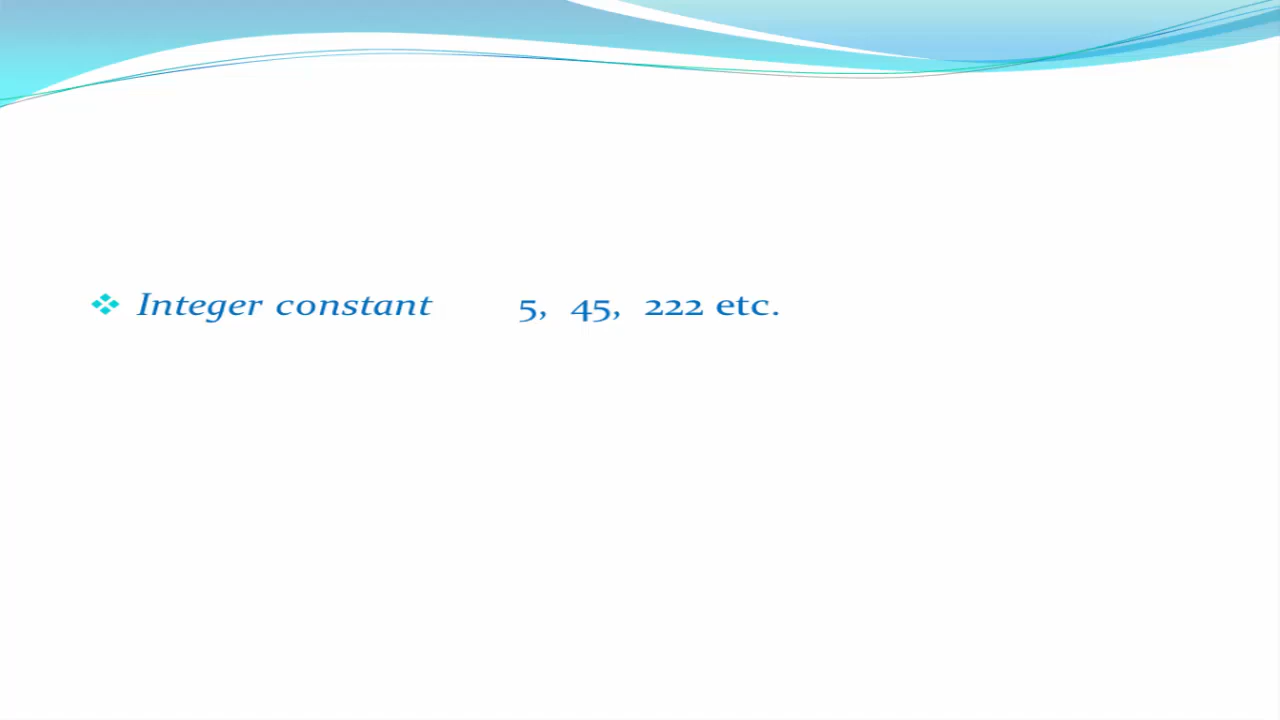 ❖ Integer constant 5, 45, 222 etc.